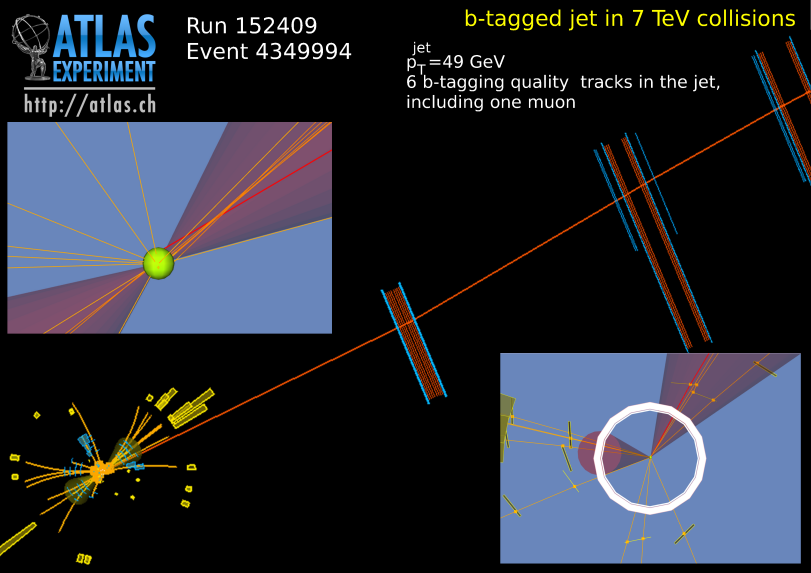 ATLAS
EXPERIMENT
http://atlas.ch
Run 152409
Event 4349994
b-tagged jet in 7 TeV collisions
p_T^jet=49 GeV
6 b-tagging quality  tracks in the jet,
including one muon